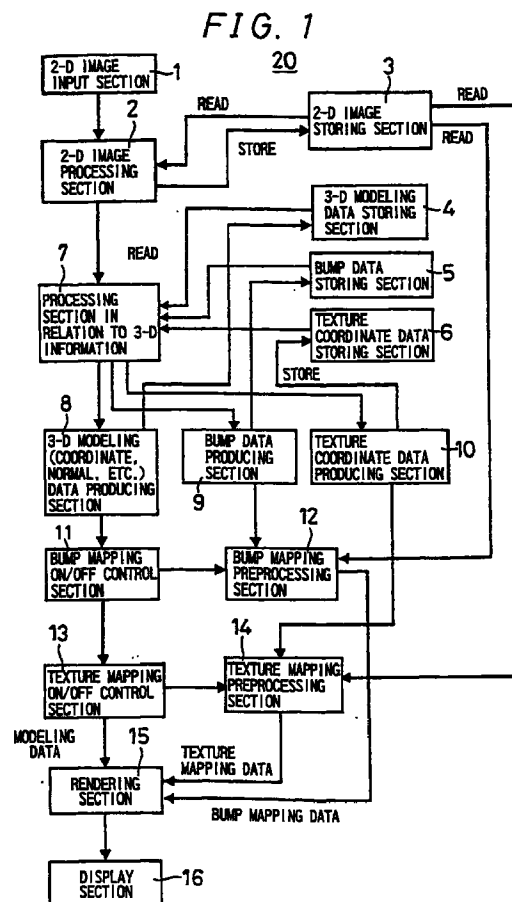 FIG. 1
20
2-D IMAGE
INPUT SECTION
1
3
2-D IMAGE
STORING SECTION
READ
READ
READ
STORE
2
2-D IMAGE
PROCESSING
SECTION
3-D MODELING
DATA STORING
SECTION
4
READ
BUMP DATA
STORING SECTION
5
7
PROCESSING
SECTION IN
RELATION TO 3-D
INFORMATION
TEXTURE
COORDINATE DATA
STORING SECTION
6
STORE
8
3-D MODELING
(COORDINATE,
NORMAL, ETC.)
DATA PRODUCING
SECTION
BUMP DATA
PRODUCING
SECTION
9
TEXTURE
COORDINATE DATA
PRODUCING SECTION
10
11
BUMP MAPPING
ON/OFF CONTROL
SECTION
12
BUMP MAPPING
PREPROCESSING
SECTION
13
TEXTURE MAPPING
ON/OFF CONTROL
SECTION
14
TEXTURE MAPPING
PREPROCESSING
SECTION
MODELING
DATA
15
RENDERING
SECTION
TEXTURE
MAPPING DATA
BUMP MAPPING DATA
DISPLAY
SECTION
16